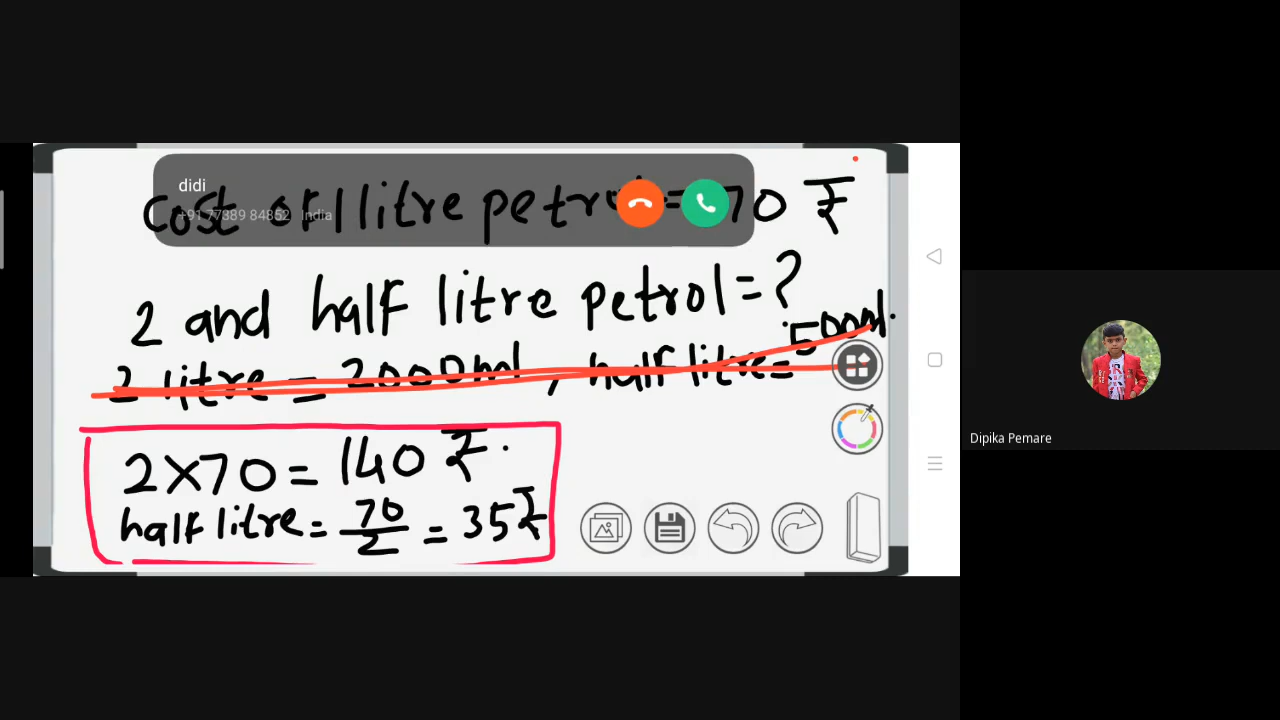 didi
+91 77389 84852 India
cost of 1 litre petrol = 70 ₹
2 and half litre petrol = ?
2 litre = 2000ml , half litre = 500ml.
2×70 = 140 ₹.
half litre = 70/2 = 35₹
Dipika Pemare